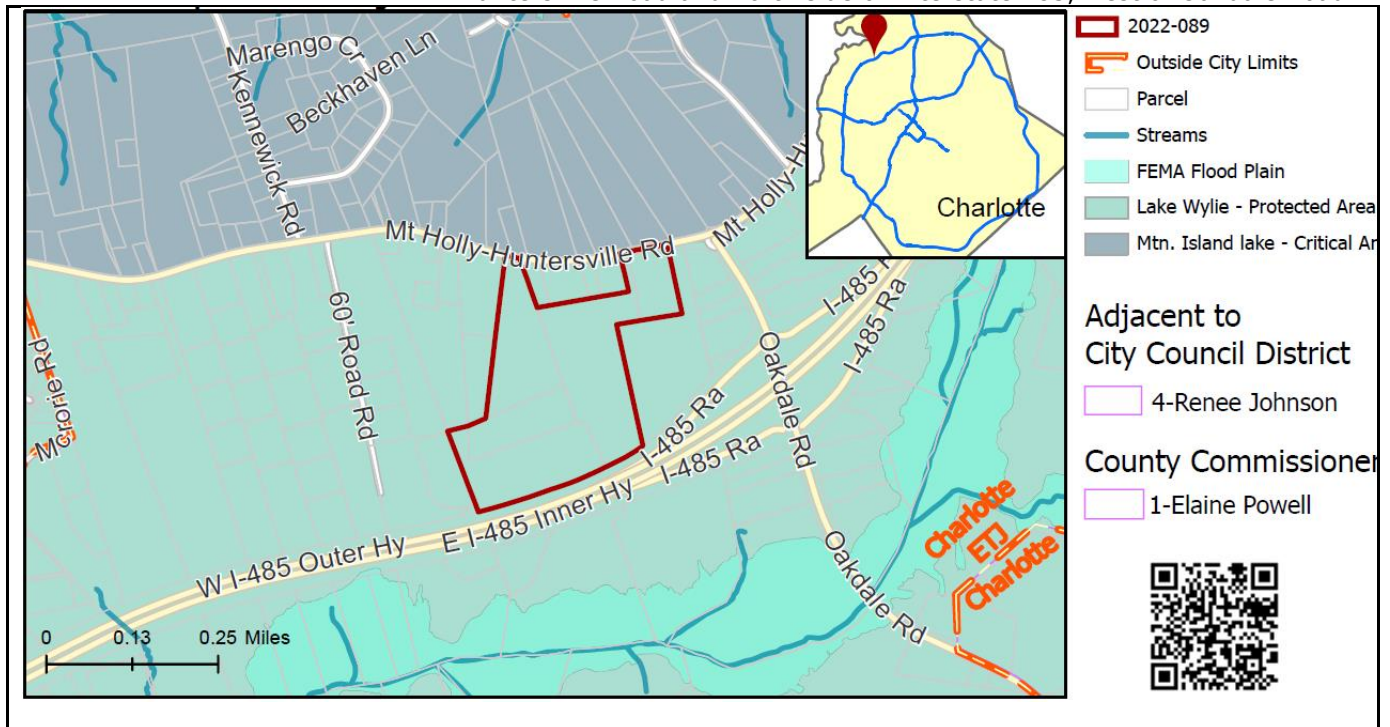 Marengo Cr
Beckhaven Ln
Kennewick Rd
Mt Holly-Huntersville Rd
Mt Holly-Hu
60' Road Rd
Mcrorie Rd
Oakdale Rd
Oakdale Rd
I-485 Ra
I-485 Ra
I-485 Ra
E I-485 Inner Hy
W I-485 Outer Hy
Charlotte
ETJ
Charlotte
0 0.13 0.25 Miles
Charlotte
2022-089
Outside City Limits
Parcel
Streams
FEMA Flood Plain
Lake Wylie - Protected Area
Mtn. Island lake - Critical Ar
Adjacent to
City Council District
4-Renee Johnson
County Commissioner
1-Elaine Powell